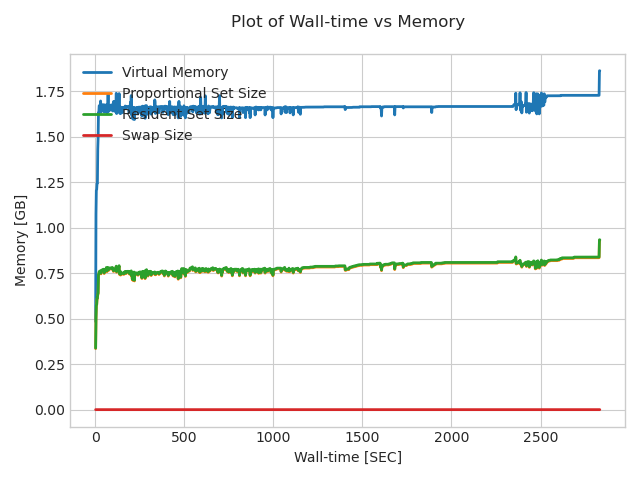 Plot of Wall-time vs Memory
Virtual Memory
Proportional Set Size
Resident Set Size
Swap Size
Memory [GB]
1.75
1.50
1.25
1.00
0.75
0.50
0.25
0.00
0 500 1000 1500 2000 2500
Wall-time [SEC]